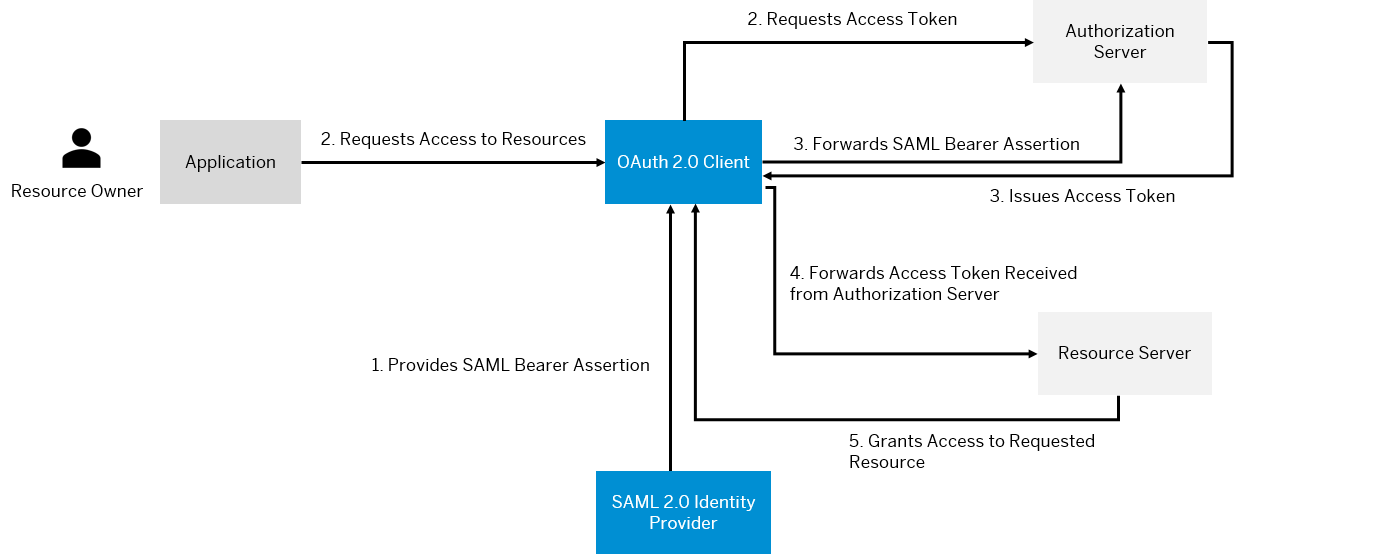 2. Requests Access Token
Authorization
Server
Resource Owner
Application
2. Requests Access to Resources
OAuth 2.0 Client
3. Forwards SAML Bearer Assertion
3. Issues Access Token
4. Forwards Access Token Received
from Authorization Server
1. Provides SAML Bearer Assertion
Resource Server
5. Grants Access to Requested
Resource
SAML 2.0 Identity
Provider